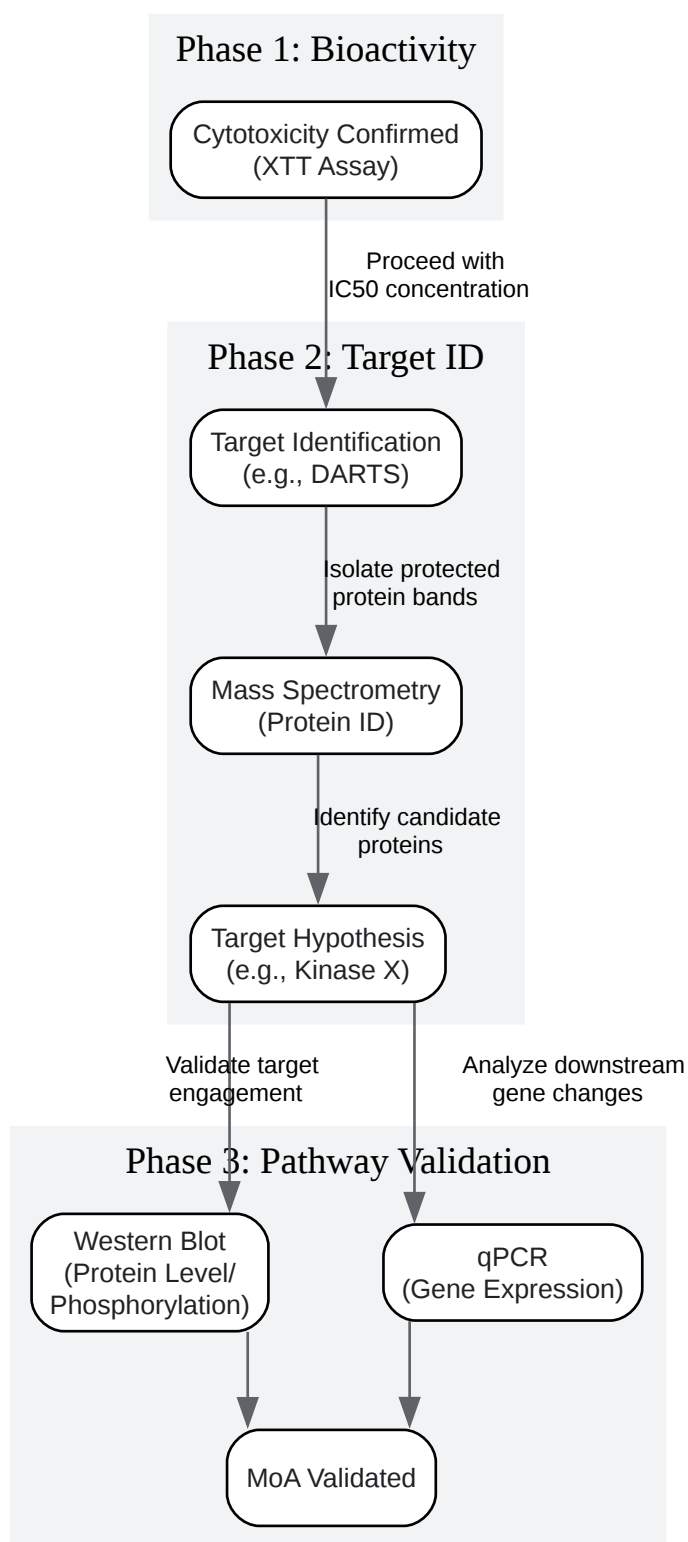 Phase 1: Bioactivity
Cytotoxicity Confirmed
(XTT Assay)
Proceed with
IC50 concentration
Phase 2: Target ID
Target Identification
(e.g., DARTS)
Isolate protected
protein bands
Mass Spectrometry
(Protein ID)
Identify candidate
proteins
Target Hypothesis
(e.g., Kinase X)
Validate target
engagement
Analyze downstream
gene changes
Phase 3: Pathway Validation
Western Blot
(Protein Level/
Phosphorylation)
qPCR
(Gene Expression)
MoA Validated